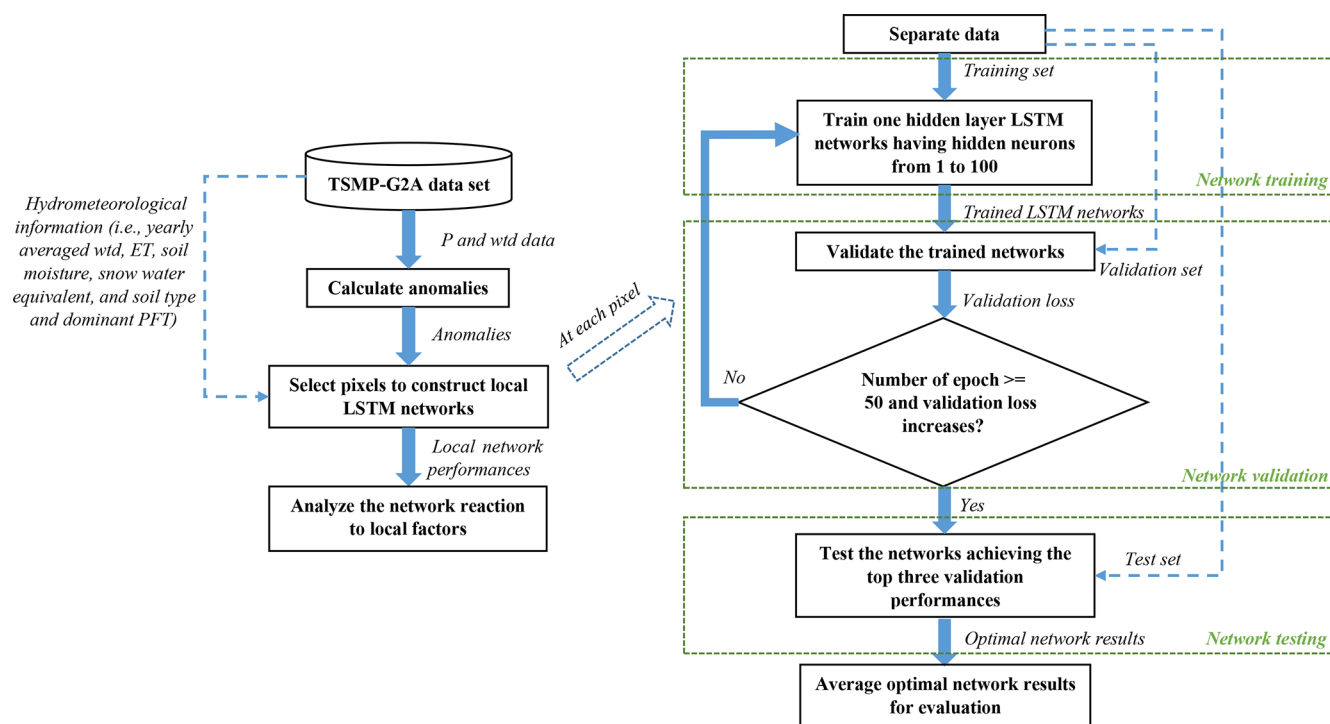 TSMP-G2A data set
Hydrometeorological
information (i.e., yearly
averaged wtd, ET, soil
moisture, snow water
equivalent, and soil type
and dominant PFT)
P and wtd data
Calculate anomalies
Anomalies
Select pixels to construct local
LSTM networks
Local network
performances
Analyze the network reaction
to local factors
At each pixel
Separate data
Training set
Train one hidden layer LSTM
networks having hidden neurons
from 1 to 100
Network training
Trained LSTM networks
Validate the trained networks
Validation set
Validation loss
No
Number of epoch >=
50 and validation loss
increases?
Network validation
Yes
Test the networks achieving the
top three validation
performances
Test set
Optimal network results
Network testing
Average optimal network results
for evaluation